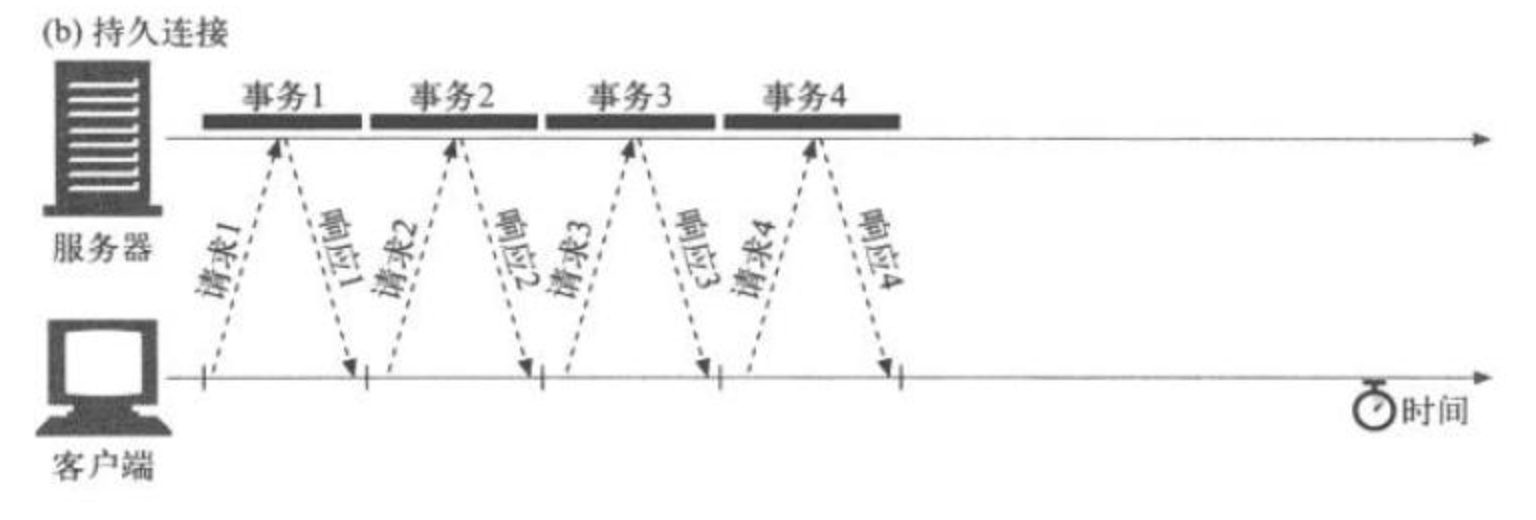 (b) 持久连接
事务1
事务2
事务3
事务4
请求1
响应1
请求2
响应2
请求3
响应3
请求4
响应4
服务器
客户端
时间